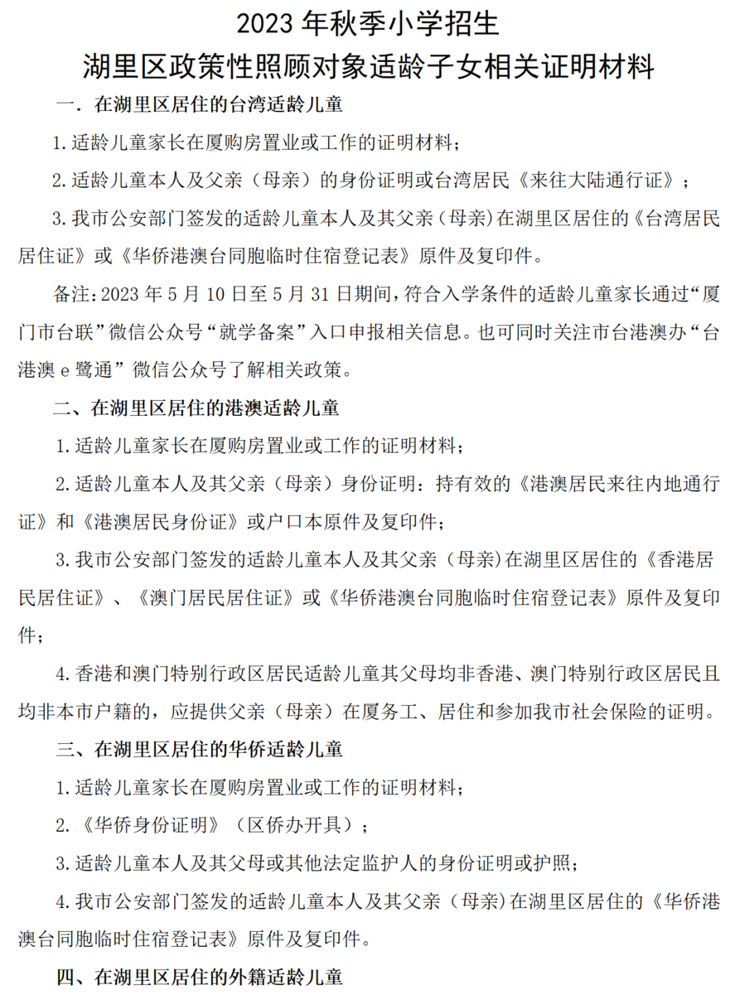 2023 年秋季小学招生
湖里区政策性照顾对象适龄子女相关证明材料
一．在湖里区居住的台湾适龄儿童
1.适龄儿童家长在厦购房置业或工作的证明材料；
2.适龄儿童本人及父亲（母亲）的身份证明或台湾居民《来往大陆通行证》；
3.我市公安部门签发的适龄儿童本人及其父亲（母亲)在湖里区居住的《台湾居民
居住证》或《华侨港澳台同胞临时住宿登记表》原件及复印件。
备注：2023 年 5 月 10 日至 5 月 31 日期间，符合入学条件的适龄儿童家长通过“厦
门市台联”微信公众号“就学备案”入口申报相关信息。也可同时关注市台港澳办“台
港澳 e 鹭通” 微信公众号了解相关政策。
二、在湖里区居住的港澳适龄儿童
1.适龄儿童家长在厦购房置业或工作的证明材料；
2.适龄儿童本人及其父亲（母亲）身份证明：持有效的《港澳居民来往内地通行
证》和《港澳居民身份证》或户口本原件及复印件；
3.我市公安部门签发的适龄儿童本人及其父亲（母亲)在湖里区居住的《香港居
民居住证》、《澳门居民居住证》或《华侨港澳台同胞临时住宿登记表》原件及复印
件；
4.香港和澳门特别行政区居民适龄儿童其父母均非香港、澳门特别行政区居民且
均非本市户籍的，应提供父亲（母亲）在厦务工、居住和参加我市社会保险的证明。
三、在湖里区居住的华侨适龄儿童
1.适龄儿童家长在厦购房置业或工作的证明材料；
2.《华侨身份证明》（区侨办开具）；
3.适龄儿童本人及其父母或其他法定监护人的身份证明或护照；
4.我市公安部门签发的适龄儿童本人及其父亲（母亲)在湖里区居住的《华侨港
澳台同胞临时住宿登记表》原件及复印件。
四、在湖里区居住的外籍适龄儿童